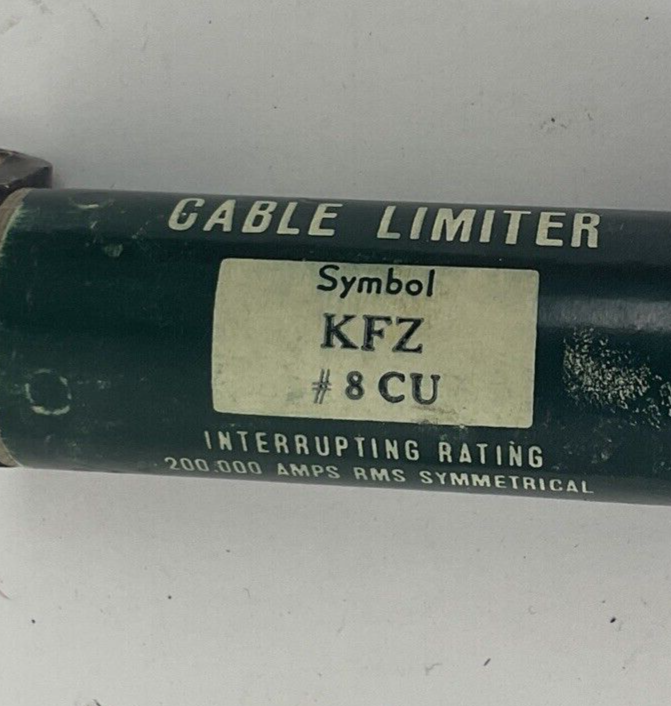 CABLE LIMITER
Symbol
KFZ
# 8 CU
INTERRUPTING RATING
200.000 AMPS RMS SYMMETRICAL